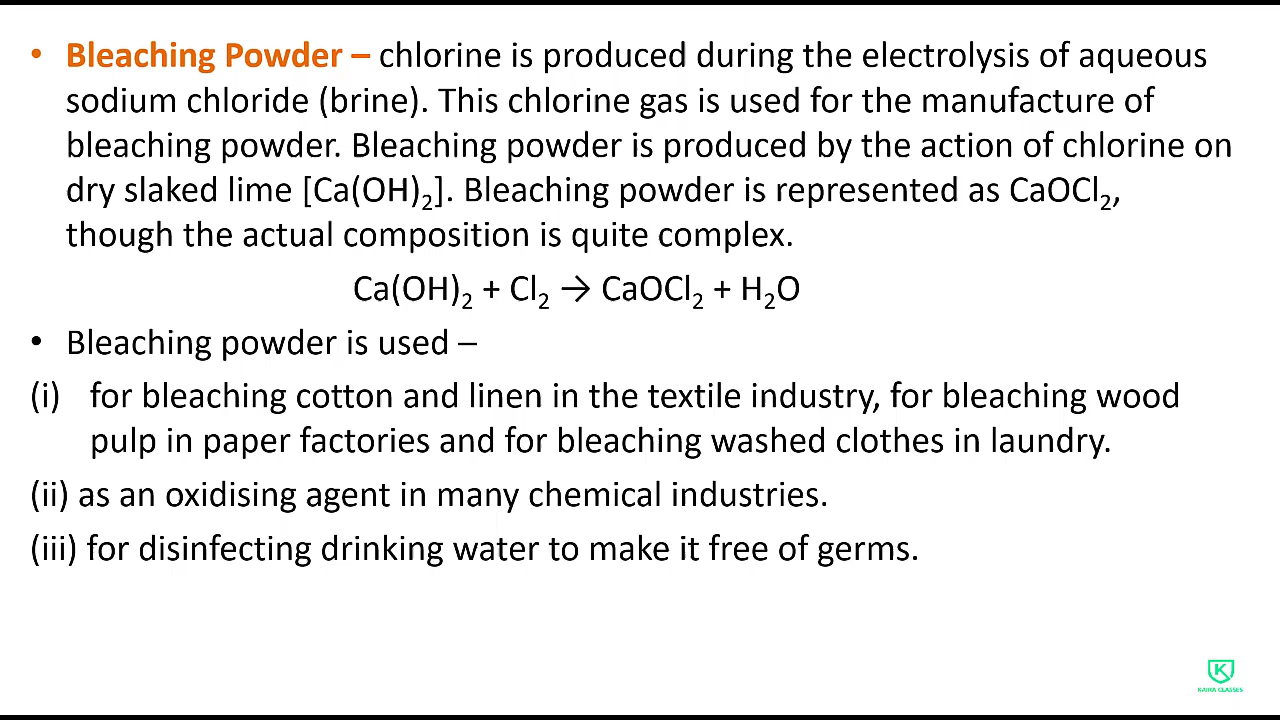 • Bleaching Powder – chlorine is produced during the electrolysis of aqueous
sodium chloride (brine). This chlorine gas is used for the manufacture of
bleaching powder. Bleaching powder is produced by the action of chlorine on
dry slaked lime [Ca(OH)₂]. Bleaching powder is represented as CaOCl₂,
though the actual composition is quite complex.
Ca(OH)₂ + Cl₂ → CaOCl₂ + H₂O
• Bleaching powder is used –
(i) for bleaching cotton and linen in the textile industry, for bleaching wood
pulp in paper factories and for bleaching washed clothes in laundry.
(ii) as an oxidising agent in many chemical industries.
(iii) for disinfecting drinking water to make it free of germs.
K
CLASSES